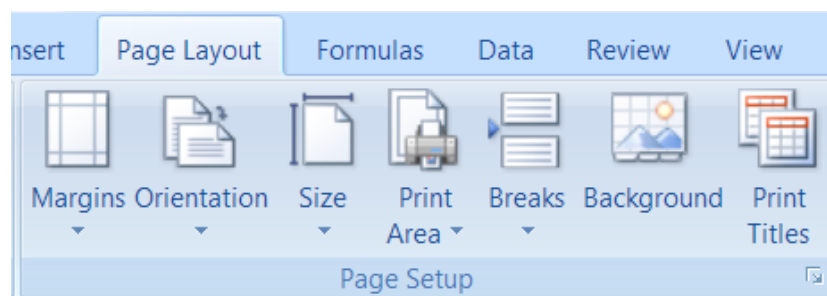 nsert Page Layout Formulas Data Review View
Margins Orientation Size Print Area Breaks Background Print Titles
Page Setup